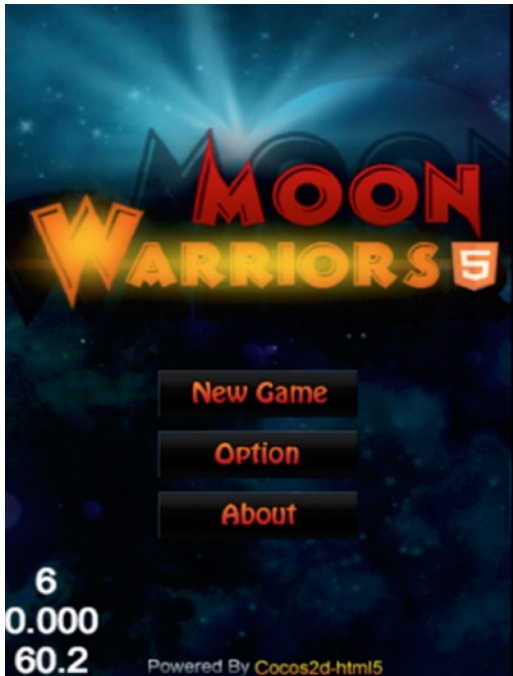 MOON
WARRIORS 5
New Game
Option
About
6
0.000
60.2
Powered By Cocos2d-html5